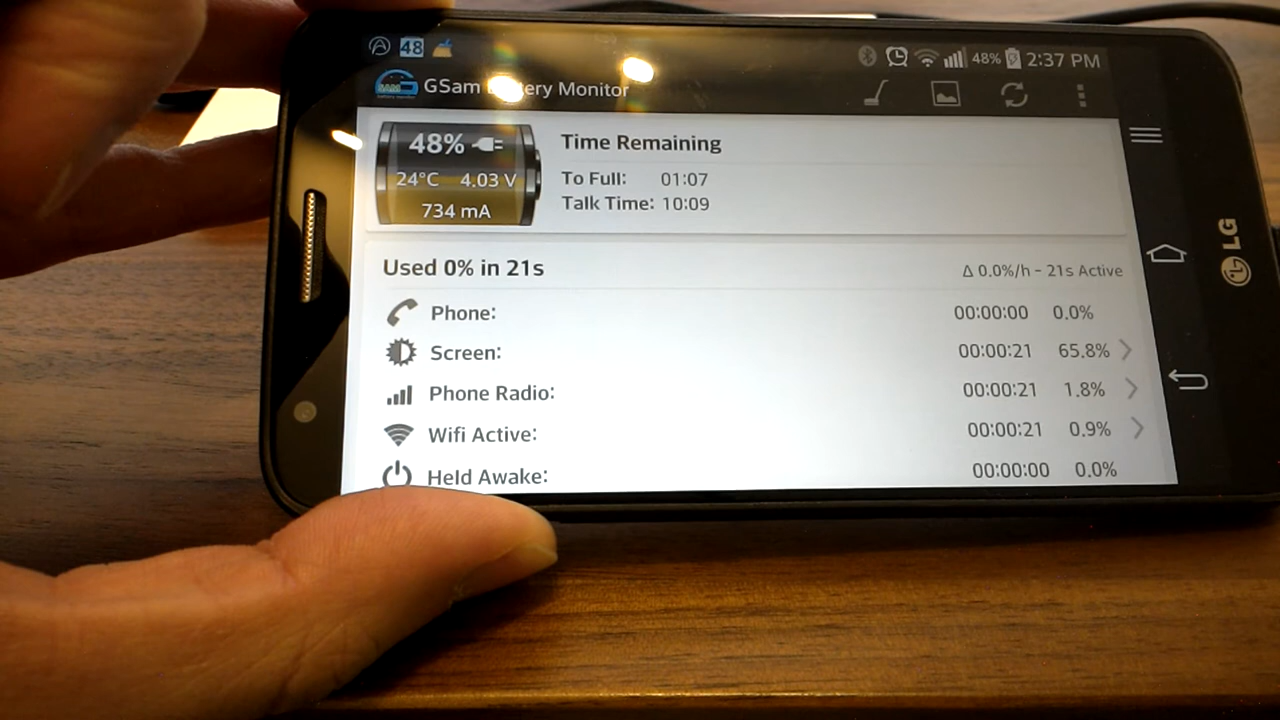 48 48% 2:37 PM
GSam Battery Monitor
48%
24°C 4.03 V
734 mA
Time Remaining
To Full: 01:07
Talk Time: 10:09
Used 0% in 21s
Δ 0.0%/h - 21s Active
Phone: 00:00:00 0.0%
Screen: 00:00:21 65.8%
Phone Radio: 00:00:21 1.8%
Wifi Active: 00:00:21 0.9%
Held Awake: 00:00:00 0.0%
LG